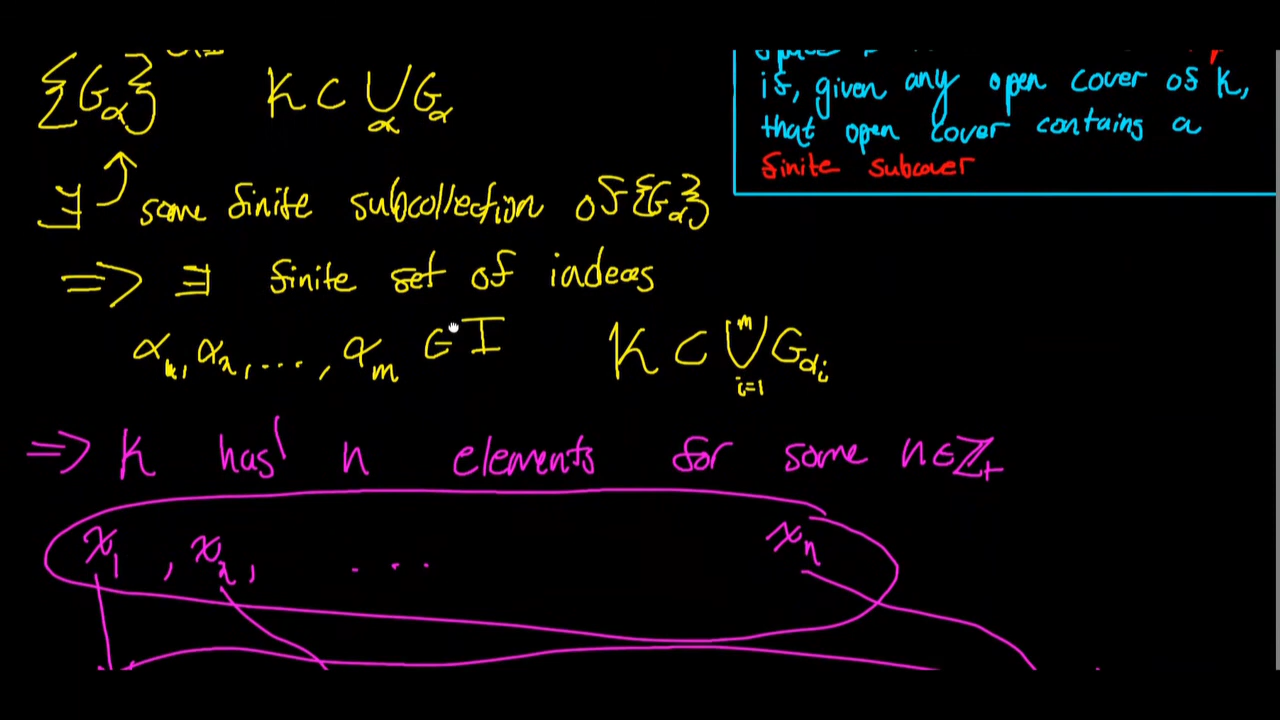 {G_α} K ⊂ ⋃_α G_α
∃ some finite subcollection of {G_α}
=> ∃ finite set of indeces
α_1, α_2, ..., α_m ∈ I K ⊂ ⋃_{i=1}^{m} G_{α_i}
=> K has n elements for some n ∈ ℤ_+
x_1, x_2, ... x_n
is, given any open cover of K,
that open cover contains a
finite subcover